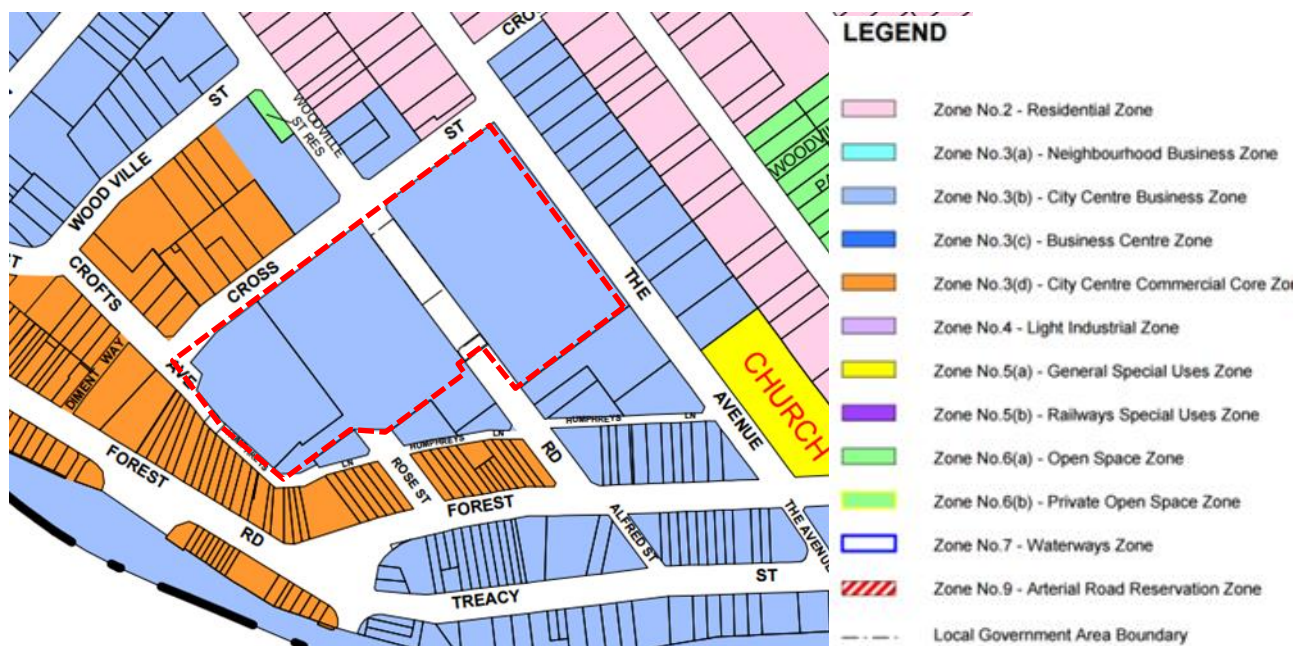 CRO
ST
WOODVILLE
ST RES
ST
WOOD VILLE
CROFTS
CROSS
THE
WOODVIL
PA
DIMENT WAY
AVE
HUMPHREYS
LN
HUMPHREYS
LN
HUMPHREYS
LN
AVENUE
CHURCH
FOREST
RD
ROSE ST
RD
FOREST
ALFRED ST
THE AVENUE
TREACY
ST
LEGEND
Zone No.2 - Residential Zone
Zone No.3(a) - Neighbourhood Business Zone
Zone No.3(b) - City Centre Business Zone
Zone No.3(c) - Business Centre Zone
Zone No.3(d) - City Centre Commercial Core Zo
Zone No.4 - Light Industrial Zone
Zone No.5(a) - General Special Uses Zone
Zone No.5(b) - Railways Special Uses Zone
Zone No.6(a) - Open Space Zone
Zone No.6(b) - Private Open Space Zone
Zone No.7 - Waterways Zone
Zone No.9 - Arterial Road Reservation Zone
Local Government Area Boundary